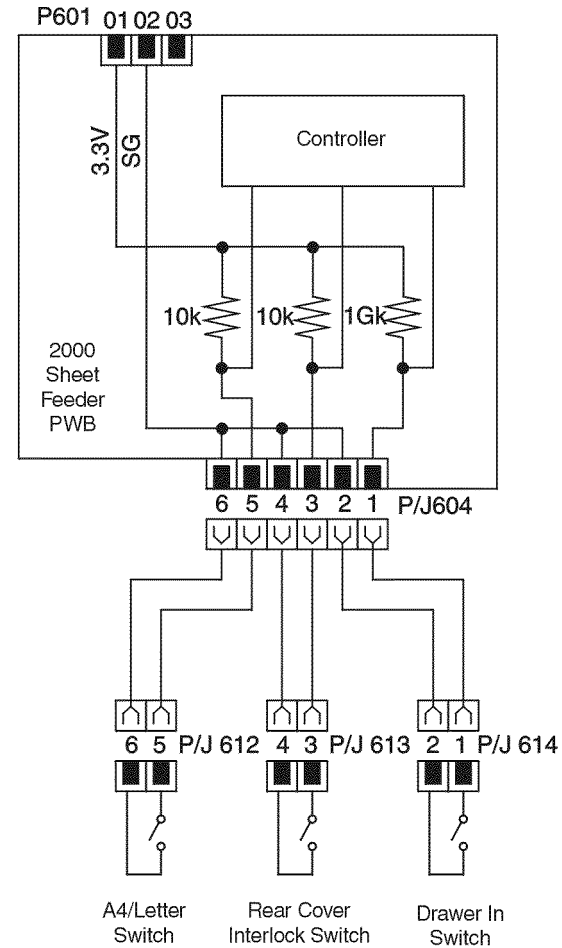 P601 01 02 03
3.3V
SG
Controller
10k
10k
1Gk
2000
Sheet
Feeder
PWB
6 5 4 3 2 1 P/J604
6 5 P/J 612
4 3 P/J 613
2 1 P/J 614
A4/Letter
Switch
Rear Cover
Interlock Switch
Drawer In
Switch